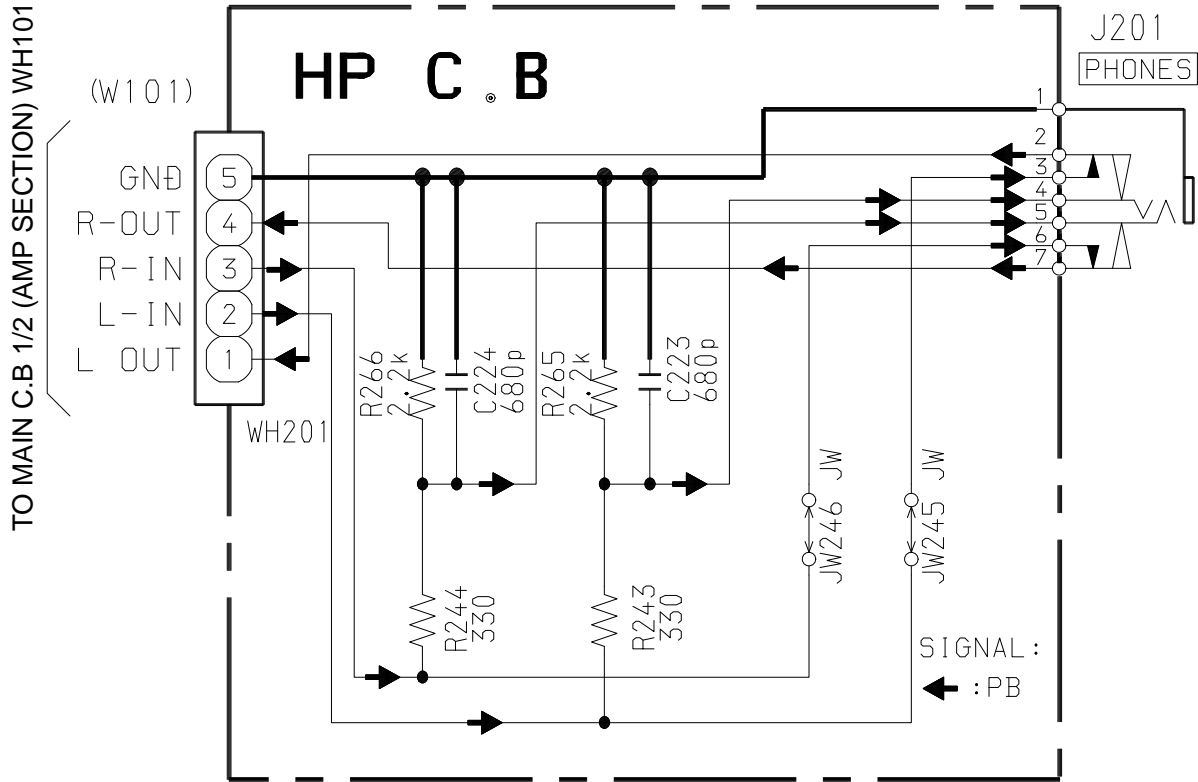 TO MAIN C.B 1/2 (AMP SECTION) WH101
(W101)
HP C.B
J201
PHONES
GND 5
R-OUT 4
R-IN 3
L-IN 2
L OUT 1
WH201
1
2
3
4
5
6
7
R266
2.2k
C224
680p
R265
2.2k
C223
680p
JW246 JW
JW245 JW
R244
330
R243
330
SIGNAL:
:PB